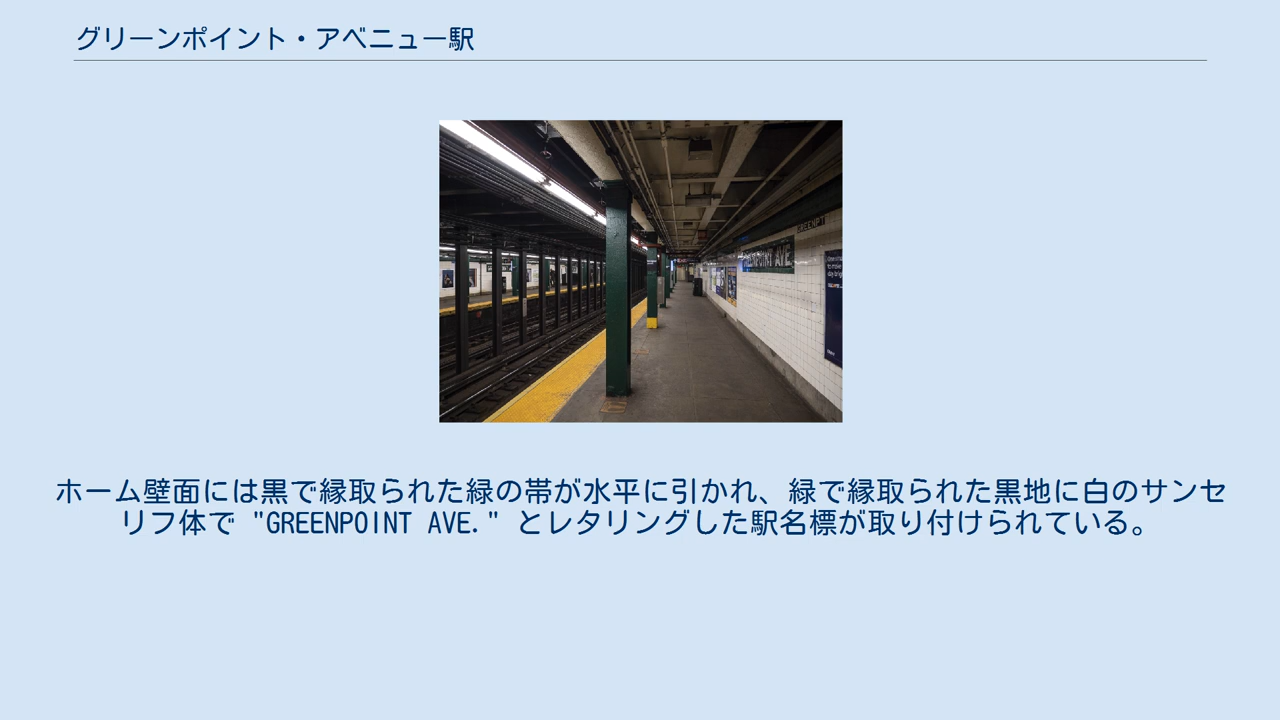 グリーンポイント・アベニュー駅
GREENPT
POINT AVE
ホーム壁面には黒で縁取られた緑の帯が水平に引かれ、緑で縁取られた黒地に白のサンセ
リフ体で "GREENPOINT AVE." とレタリングした駅名標が取り付けられている。